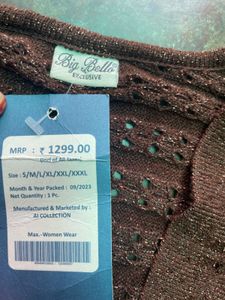 Big Bello
EXCLUSIVE
MRP : ₹ 1299.00
(Incl of All taxes)
Size : S/M/L/XL/XXL/XXXL
Month & Year Packed : 09/2023
Net Quantity : 1 Pc.
Manufactured & Marketed by :
AI COLLECTION
Max.-Women Wear